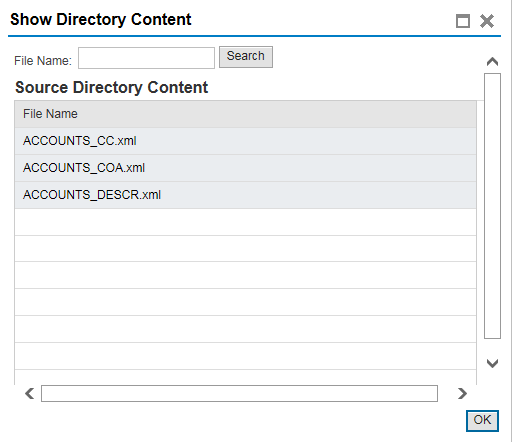 Show Directory Content
File Name: Search
Source Directory Content
File Name
ACCOUNTS_CC.xml
ACCOUNTS_COA.xml
ACCOUNTS_DESCR.xml
OK